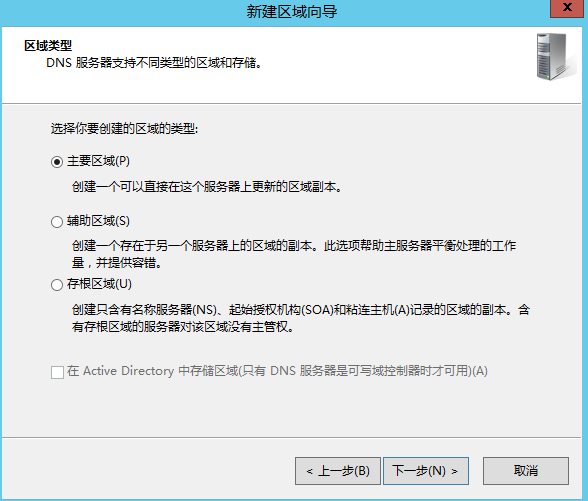 新建区域向导
x
区域类型
DNS 服务器支持不同类型的区域和存储。
选择你要创建的区域的类型:
主要区域(P)
创建一个可以直接在这个服务器上更新的区域副本。
辅助区域(S)
创建一个存在于另一个服务器上的区域的副本。此选项帮助主服务器平衡处理的工作
量，并提供容错。
存根区域(U)
创建只含有名称服务器(NS)、起始授权机构(SOA)和粘连主机(A)记录的区域的副本。含
有存根区域的服务器对该区域没有主管权。
在 Active Directory 中存储区域(只有 DNS 服务器是可写域控制器时才可用)(A)
< 上一步(B) 下一步(N) > 取消